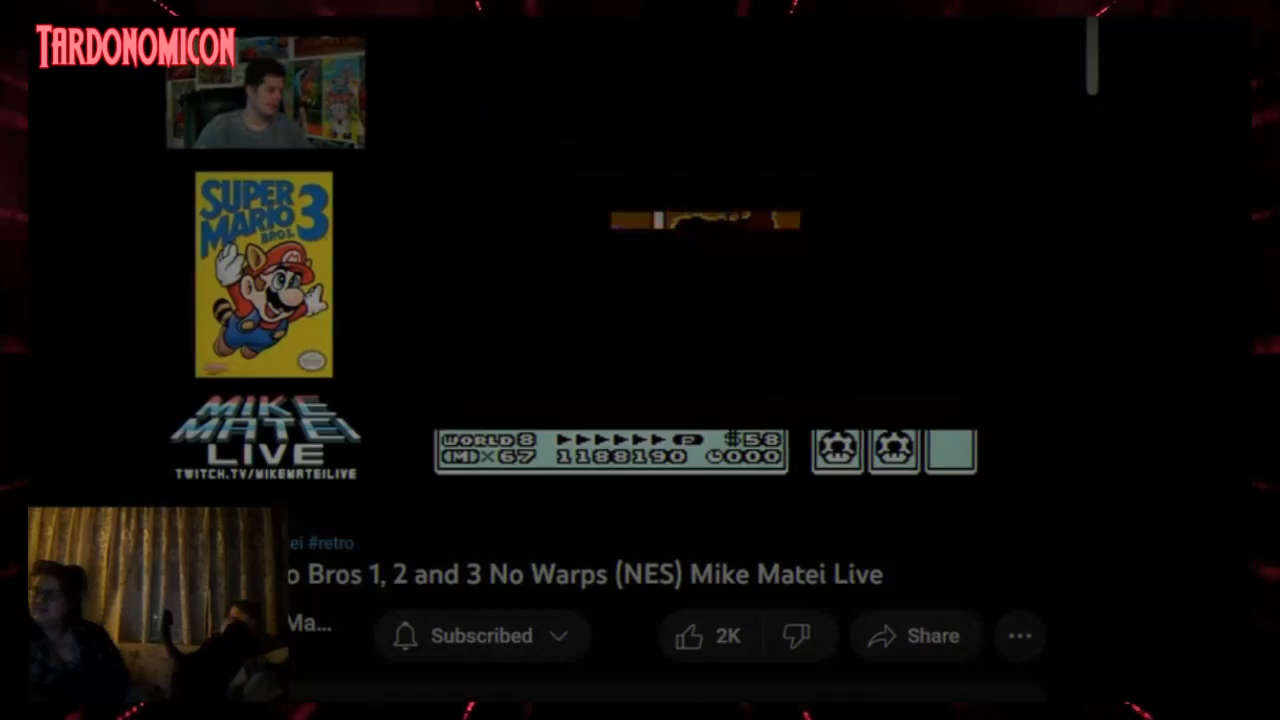 TARDONOMICON
SUPER
MARIO
BROS. 3
MIKE
MATEI
LIVE
TWITCH.TV/MIKEMATEILIVE
WORLD 8 P $58
M×67 1188190 000
ei #retro
o Bros 1, 2 and 3 No Warps (NES) Mike Matei Live
Ma...
Subscribed
2K
Share